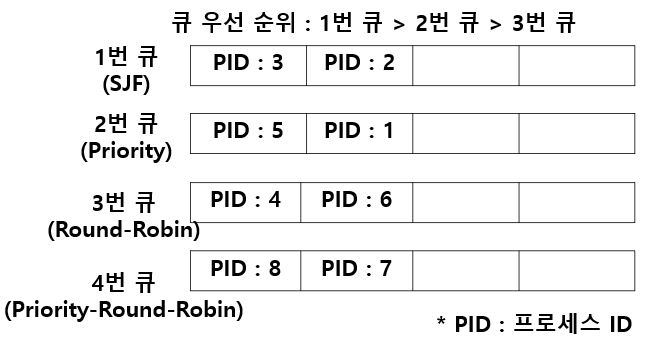 큐 우선 순위 : 1번 큐 > 2번 큐 > 3번 큐
1번 큐
(SJF)
PID : 3 PID : 2
2번 큐
(Priority)
PID : 5 PID : 1
3번 큐
(Round-Robin)
PID : 4 PID : 6
4번 큐
(Priority-Round-Robin)
PID : 8 PID : 7
* PID : 프로세스 ID